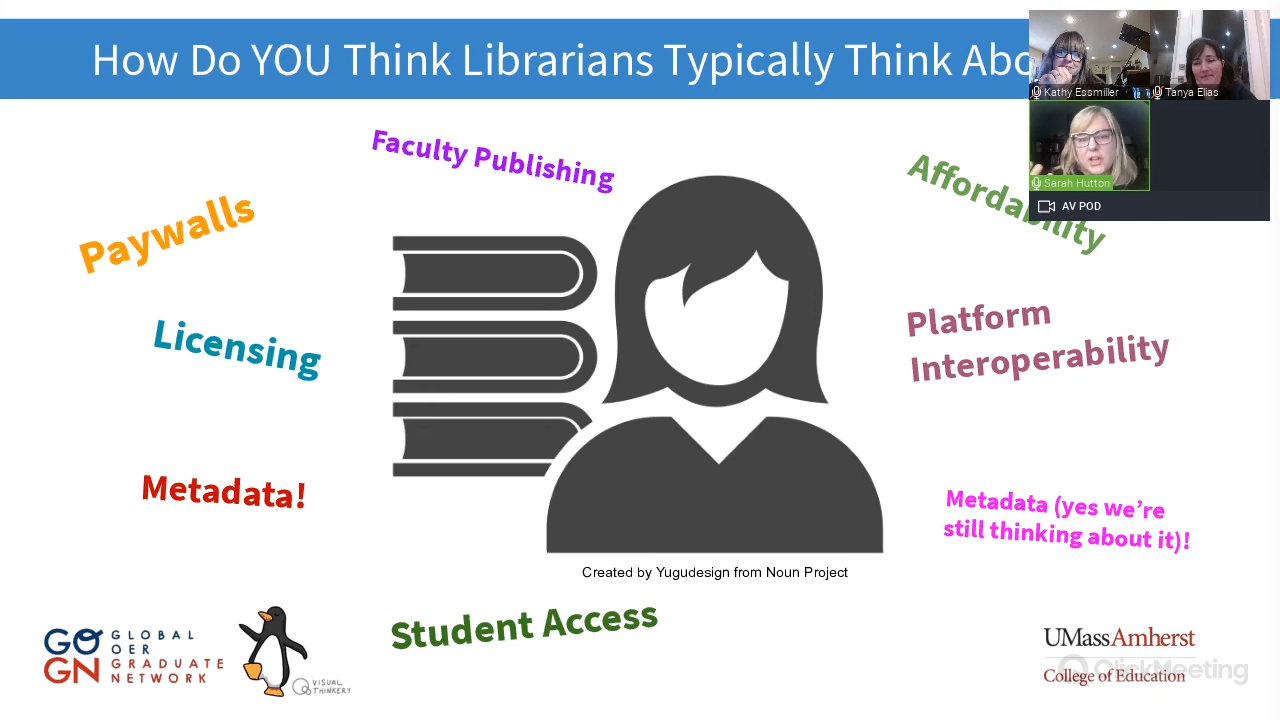 How Do YOU Think Librarians Typically Think Abo
Kathy Essmiller
Tanya Elias
Sarah Hutton
AV POD
Faculty Publishing
Affordability
Paywalls
Licensing
Platform
Interoperability
Metadata!
Metadata (yes we're
still thinking about it)!
Created by Yugudesign from Noun Project
Student Access
GO
GN
GLOBAL
OER
GRADUATE
NETWORK
VISUAL
THINKERY
UMassAmherst
ClickMeeting
College of Education